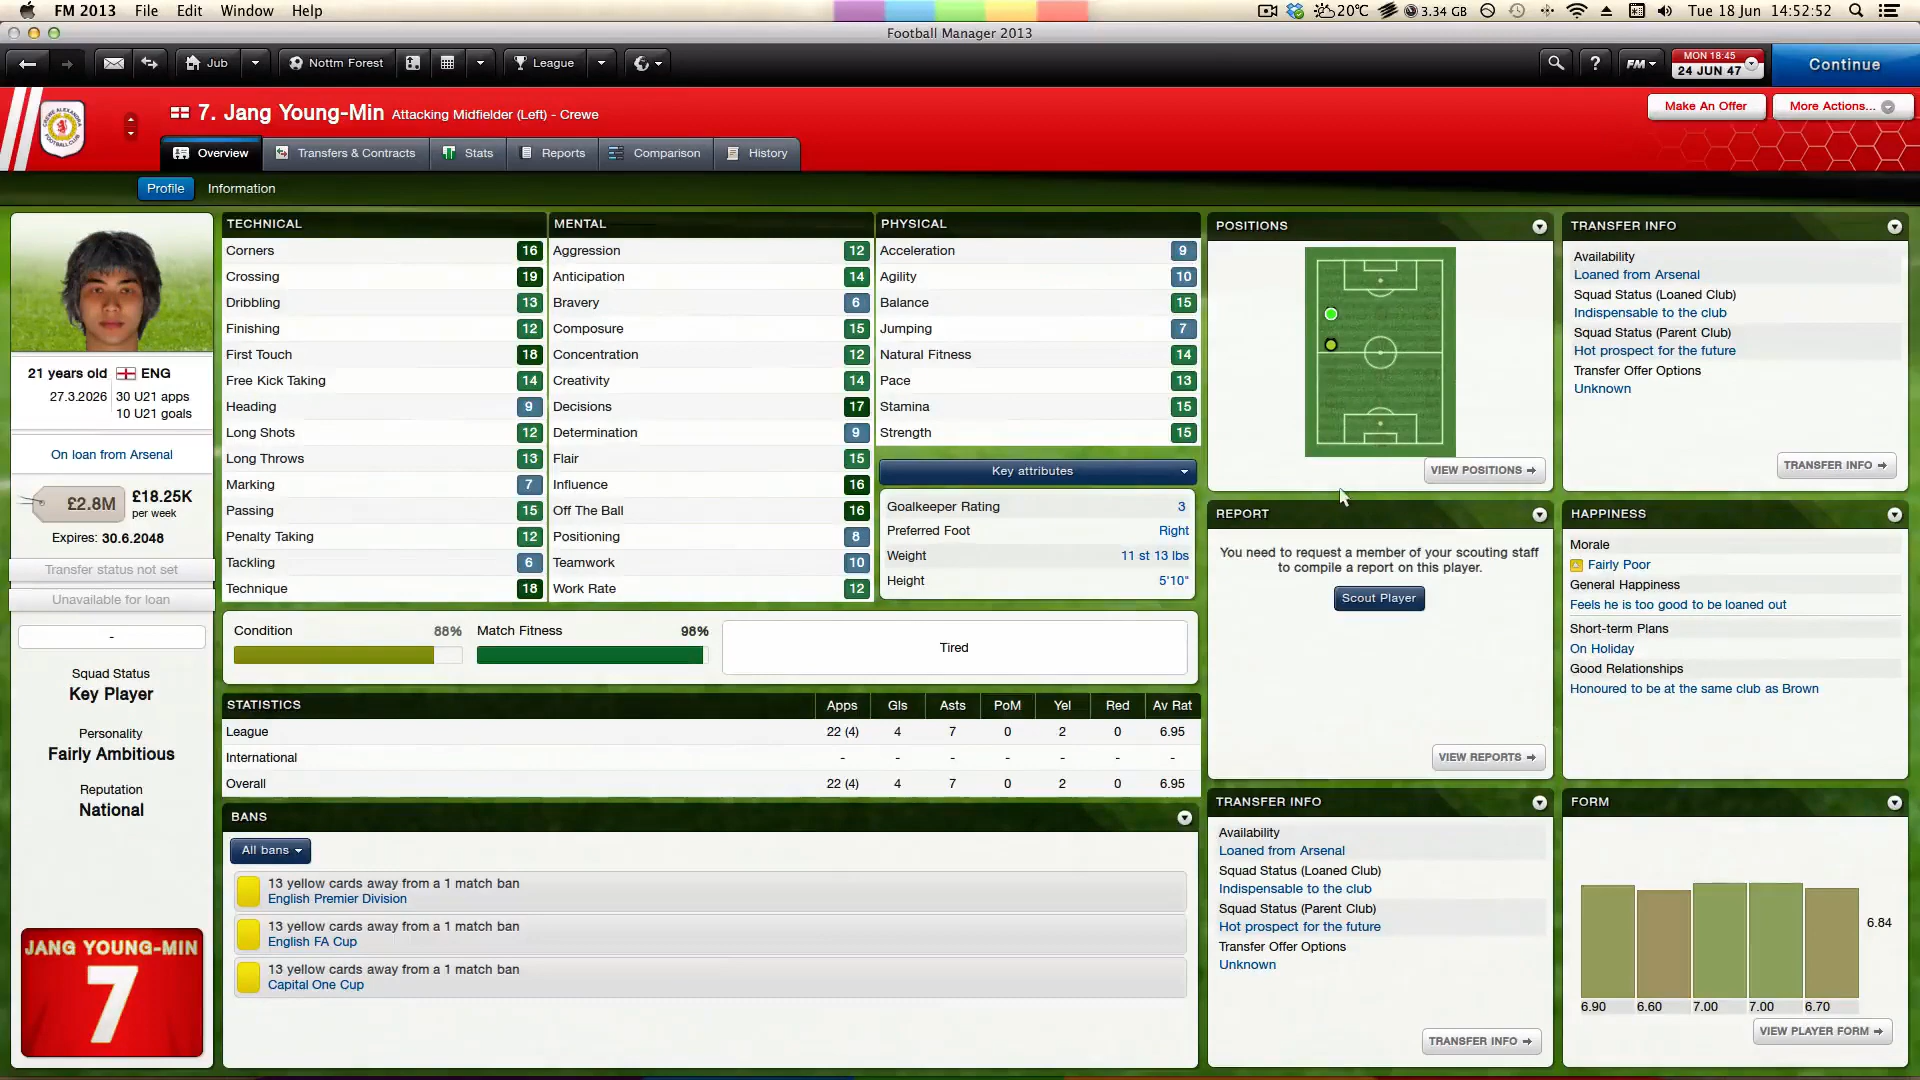 FM 2013 File Edit Window Help
20°C 3.34 GB Tue 18 Jun 14:52:52
Football Manager 2013
Jub Nottm Forest League ? FM MON 18:45 24 JUN 47 Continue
7. Jang Young-Min Attacking Midfielder (Left) - Crewe Make An Offer More Actions...
Overview Transfers & Contracts Stats Reports Comparison History
Profile Information
21 years old ENG
27.3.2026 30 U21 apps
10 U21 goals
On loan from Arsenal
£2.8M £18.25K per week
Expires: 30.6.2048
Transfer status not set
Unavailable for loan
-
Squad Status
Key Player
Personality
Fairly Ambitious
Reputation
National
JANG YOUNG-MIN
7
TECHNICAL
Corners 16
Crossing 19
Dribbling 13
Finishing 12
First Touch 18
Free Kick Taking 14
Heading 9
Long Shots 12
Long Throws 13
Marking 7
Passing 15
Penalty Taking 12
Tackling 6
Technique 18
MENTAL
Aggression 12
Anticipation 14
Bravery 6
Composure 15
Concentration 12
Creativity 14
Decisions 17
Determination 9
Flair 15
Influence 16
Off The Ball 16
Positioning 8
Teamwork 10
Work Rate 12
PHYSICAL
Acceleration 9
Agility 10
Balance 15
Jumping 7
Natural Fitness 14
Pace 13
Stamina 15
Strength 15
Key attributes
Goalkeeper Rating 3
Preferred Foot Right
Weight 11 st 13 lbs
Height 5'10"
Condition 88% Match Fitness 98% Tired
STATISTICS Apps Gls Asts PoM Yel Red Av Rat
League 22 (4) 4 7 0 2 0 6.95
International - - - - - - -
Overall 22 (4) 4 7 0 2 0 6.95
BANS
All bans
13 yellow cards away from a 1 match ban
English Premier Division
13 yellow cards away from a 1 match ban
English FA Cup
13 yellow cards away from a 1 match ban
Capital One Cup
POSITIONS
VIEW POSITIONS
REPORT
You need to request a member of your scouting staff
to compile a report on this player.
Scout Player
VIEW REPORTS
TRANSFER INFO
Availability
Loaned from Arsenal
Squad Status (Loaned Club)
Indispensable to the club
Squad Status (Parent Club)
Hot prospect for the future
Transfer Offer Options
Unknown
TRANSFER INFO
TRANSFER INFO
Availability
Loaned from Arsenal
Squad Status (Loaned Club)
Indispensable to the club
Squad Status (Parent Club)
Hot prospect for the future
Transfer Offer Options
Unknown
TRANSFER INFO
HAPPINESS
Morale
Fairly Poor
General Happiness
Feels he is too good to be loaned out
Short-term Plans
On Holiday
Good Relationships
Honoured to be at the same club as Brown
FORM
6.84
6.90 6.60 7.00 7.00 6.70
VIEW PLAYER FORM